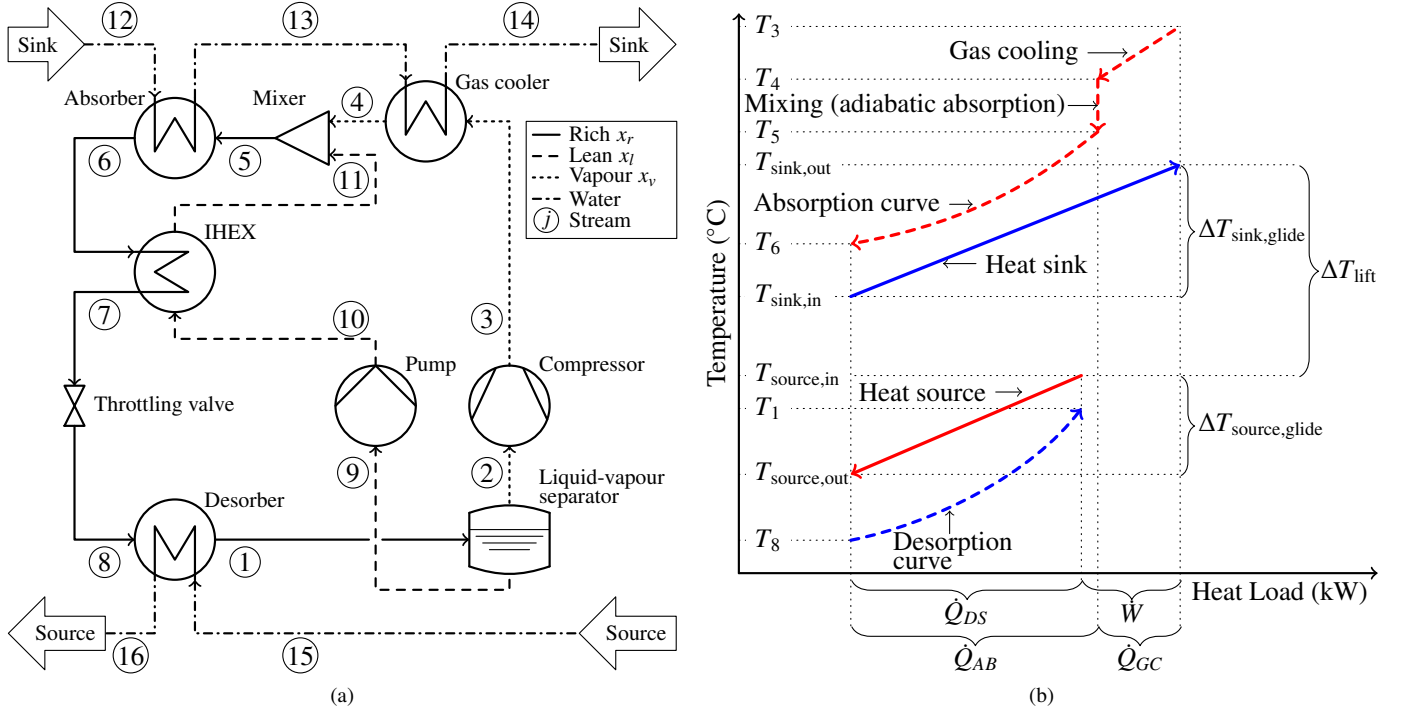 12
13
14
Sink
Sink
Absorber
Mixer
Gas cooler
4
6
5
11
Rich x_r
Lean x_l
Vapour x_v
Water
j Stream
IHEX
7
10
3
Pump
Compressor
Throttling valve
9
2
Liquid-vapour
separator
Desorber
8
1
Source
Source
16
15
(a)
Temperature (°C)
T_3
Gas cooling
T_4
Mixing (adiabatic absorption)
T_5
T_sink,out
Absorption curve
T_6
Heat sink
T_sink,in
ΔT_sink,glide
ΔT_lift
T_source,in
Heat source
T_1
ΔT_source,glide
T_source,out
T_8
Desorption
curve
Heat Load (kW)
Q̇_DS
Ẇ
Q̇_AB
Q̇_GC
(b)